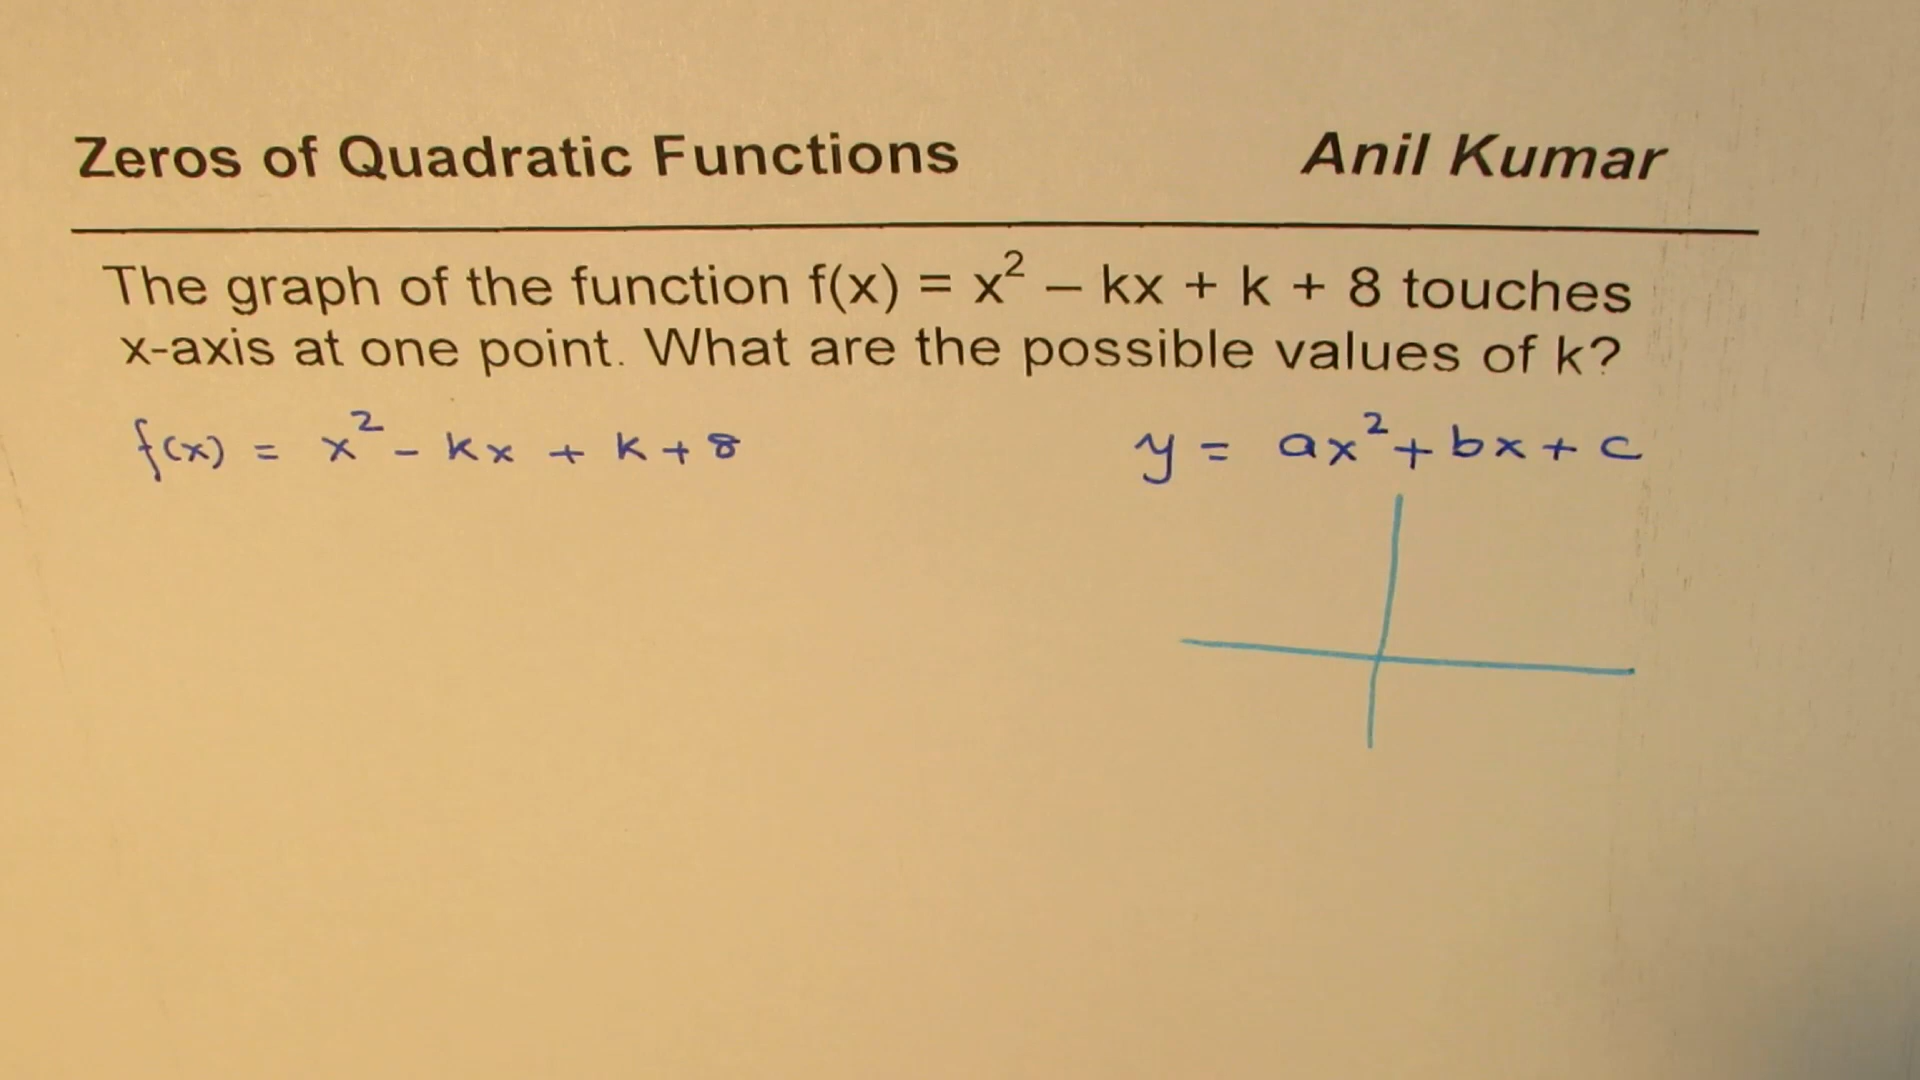 Zeros of Quadratic Functions Anil Kumar
The graph of the function f(x) = x² – kx + k + 8 touches
x-axis at one point. What are the possible values of k?
f(x) = x² - kx + k + 8 y = ax² + bx + c